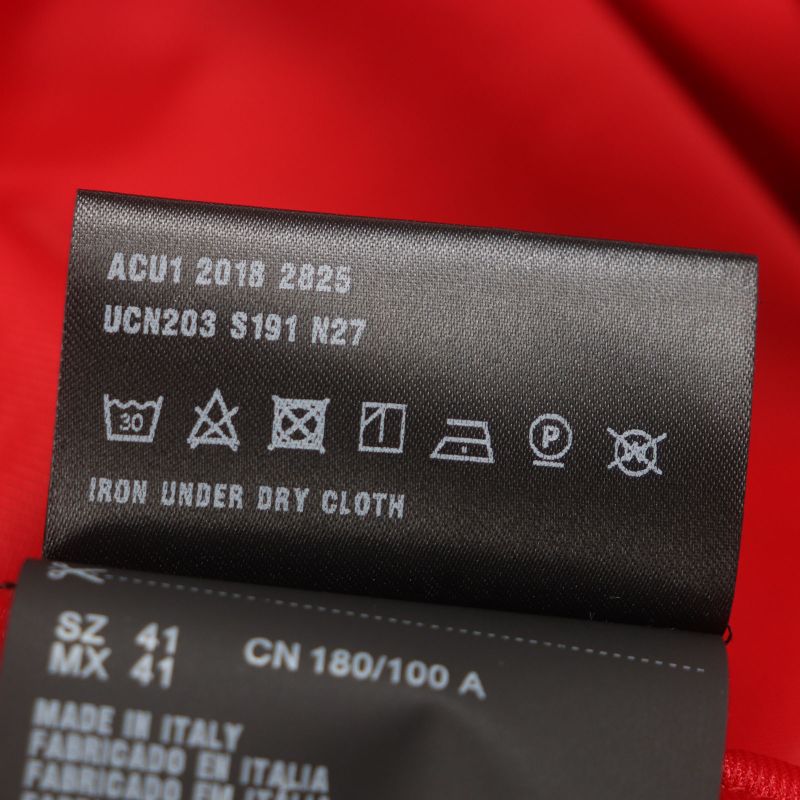 ACU1 2018 2825
UCN203 S191 N27
30 P W
IRON UNDER DRY CLOTH
SZ 41
MX 41
CN 180/100 A
MADE IN ITALY
FABRICADO EN ITALIA
FABRICADO EM ITALIA